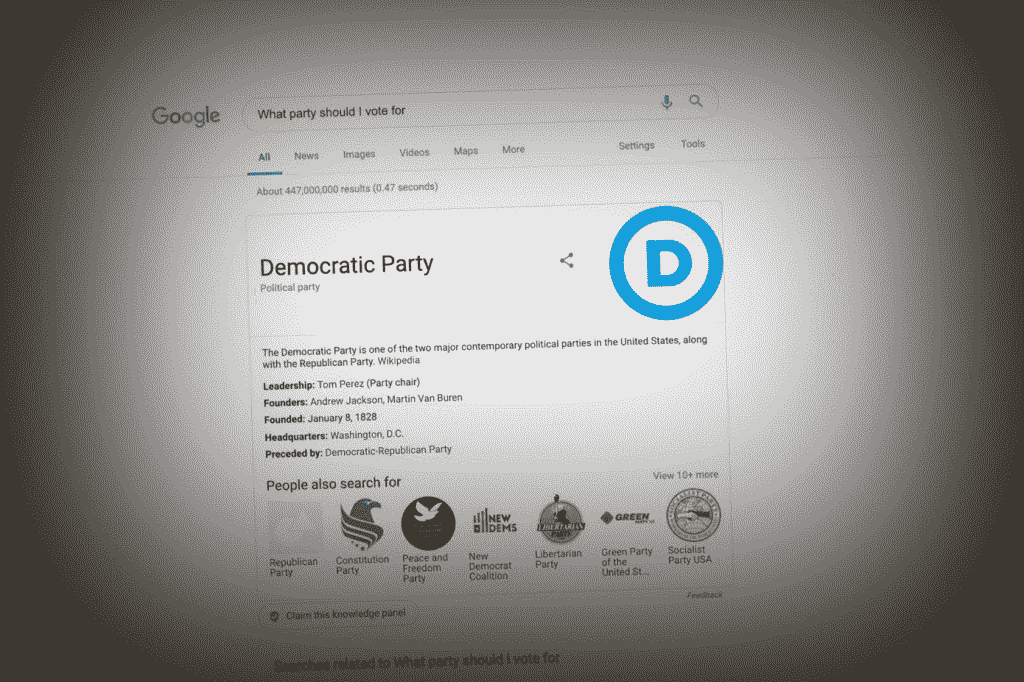 Google
What party should I vote for
All News Images Videos Maps More Settings Tools
About 447,000,000 results (0.47 seconds)
Democratic Party
Political party
D
The Democratic Party is one of the two major contemporary political parties in the United States, along
with the Republican Party. Wikipedia
Leadership: Tom Perez (Party chair)
Founders: Andrew Jackson, Martin Van Buren
Founded: January 8, 1828
Headquarters: Washington, D.C.
Preceded by: Democratic-Republican Party
People also search for
View 10+ more
NEW
DEMS
LIBERTARIAN
PARTY
GREEN
SOCIALIST PARTY
Republican
Party
Constitution
Party
Peace and
Freedom
Party
New
Democrat
Coalition
Libertarian
Party
Green Party
of the
United St...
Socialist
Party USA
Feedback
Claim this knowledge panel
Searches related to What party should I vote for